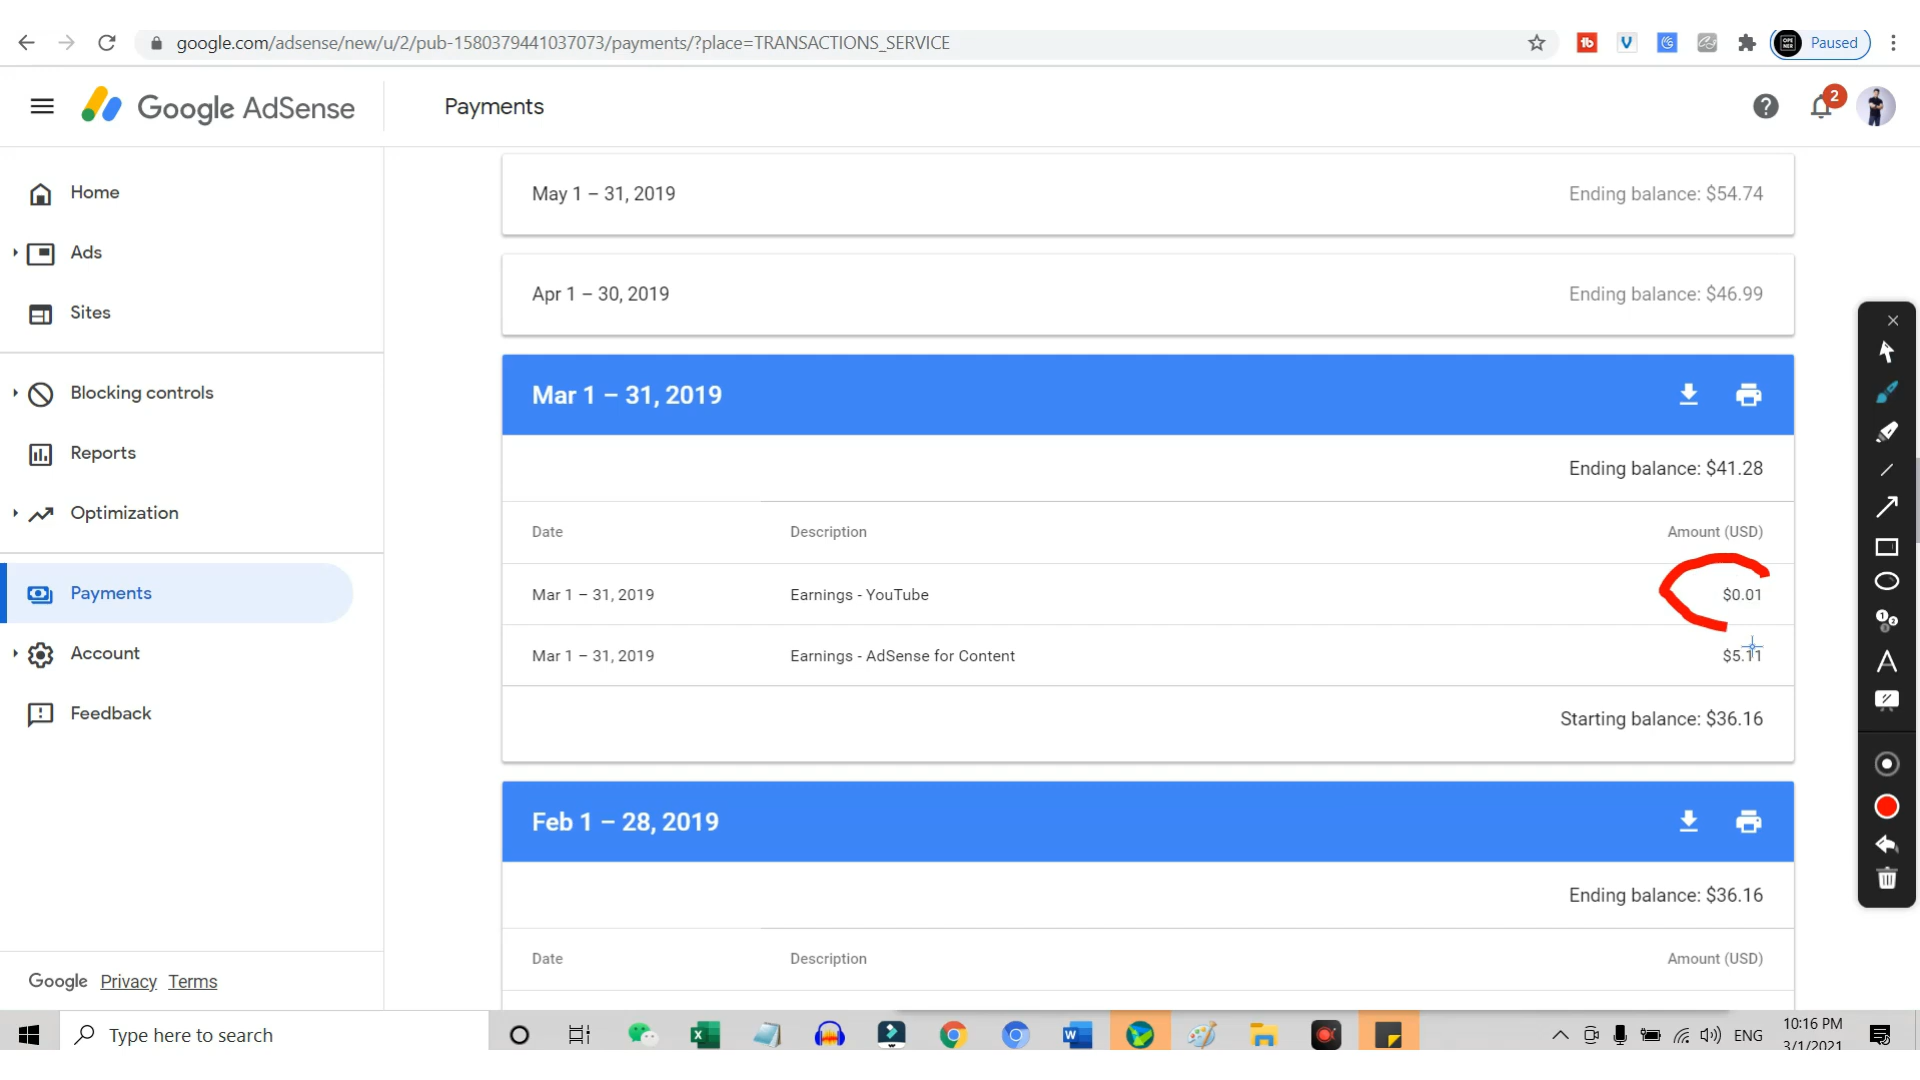 google.com/adsense/new/u/2/pub-1580379441037073/payments/?place=TRANSACTIONS_SERVICE
Paused
Google AdSense
Payments
2
Home
Ads
Sites
Blocking controls
Reports
Optimization
Payments
Account
Feedback
Google Privacy Terms
May 1 – 31, 2019 Ending balance: $54.74
Apr 1 – 30, 2019 Ending balance: $46.99
Mar 1 – 31, 2019
Ending balance: $41.28
Date Description Amount (USD)
Mar 1 – 31, 2019 Earnings - YouTube $0.01
Mar 1 – 31, 2019 Earnings - AdSense for Content $5.11
Starting balance: $36.16
Feb 1 – 28, 2019
Ending balance: $36.16
Date Description Amount (USD)
Type here to search
ENG
10:16 PM
3/1/2021